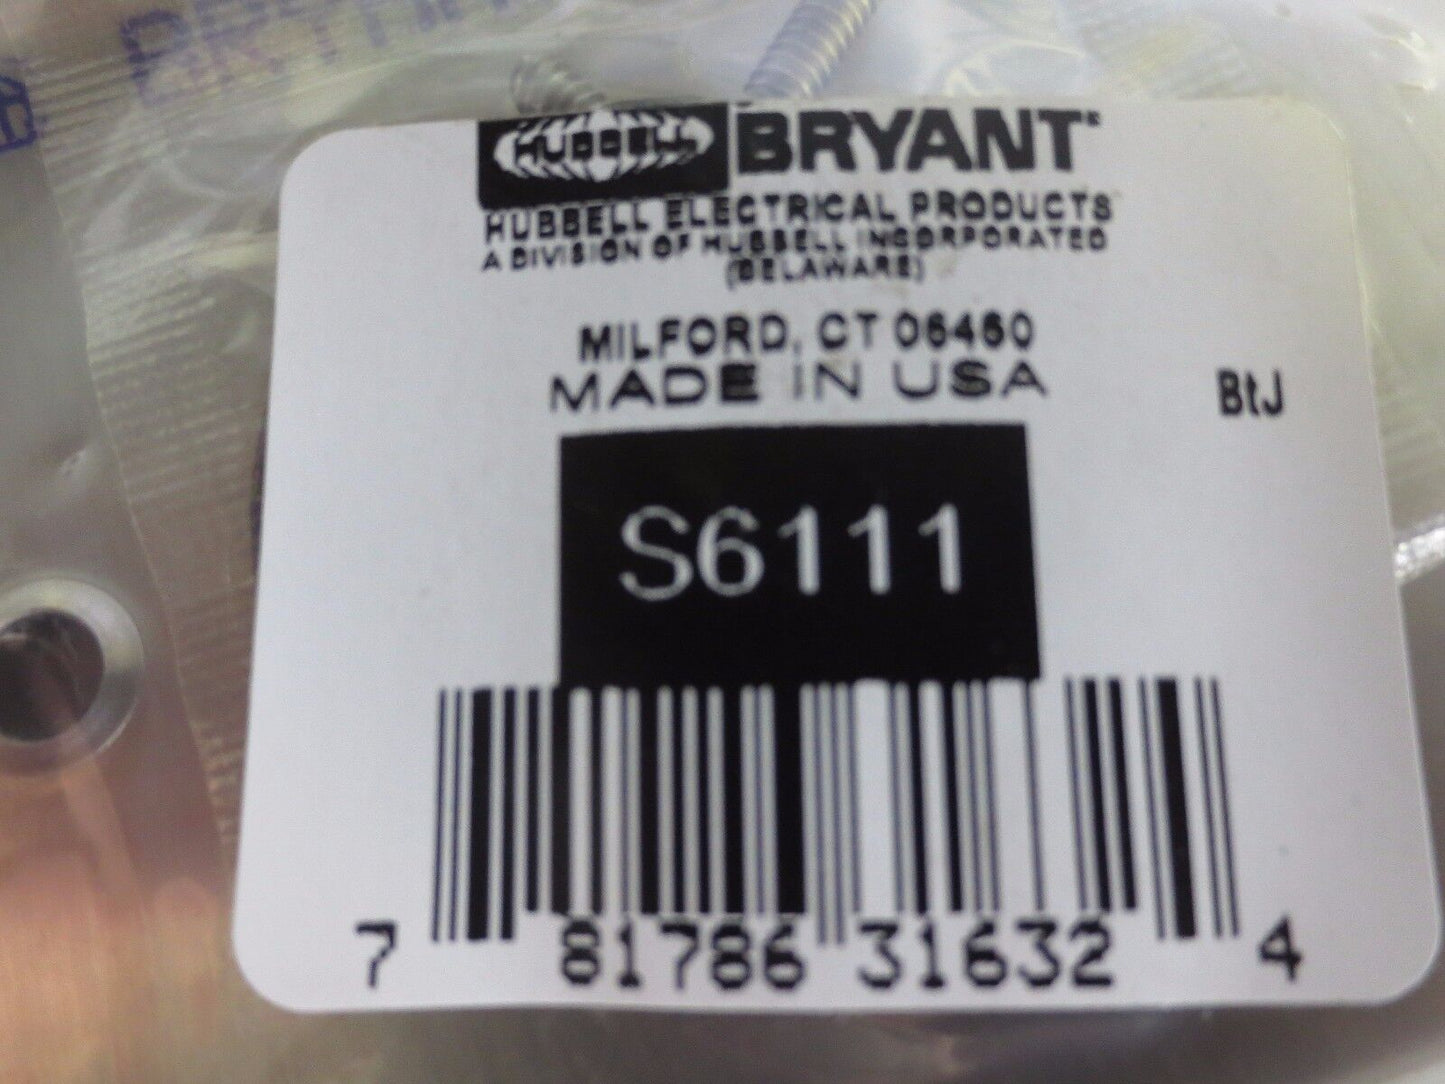 HUBBELL BRYANT
HUBBELL ELECTRICAL PRODUCTS
A DIVISION OF HUBBELL INCORPORATED
(DELAWARE)
MILFORD, CT 06460
MADE IN USA
BtJ
S6111
7 81786 31632 4